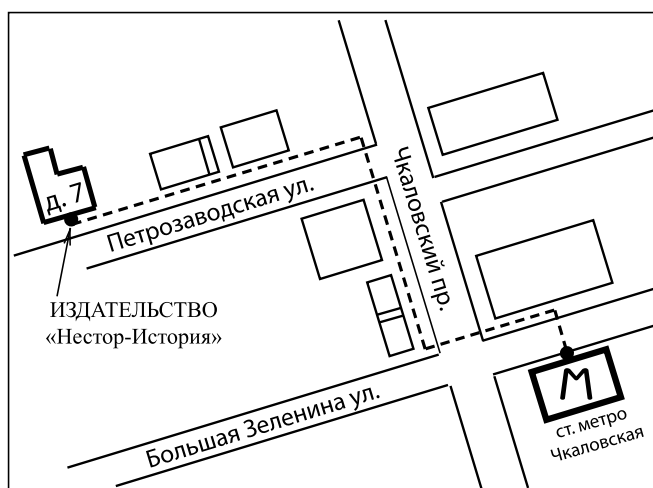 Чкаловский пр.
д. 7
Петрозаводская ул.
ИЗДАТЕЛЬСТВО
«Нестор-История»
Большая Зеленина ул.
М
ст. метро
Чкаловская